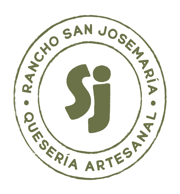 RANCHO SAN JOSEMARÍA
Sj
QUESERÍA ARTESANAL